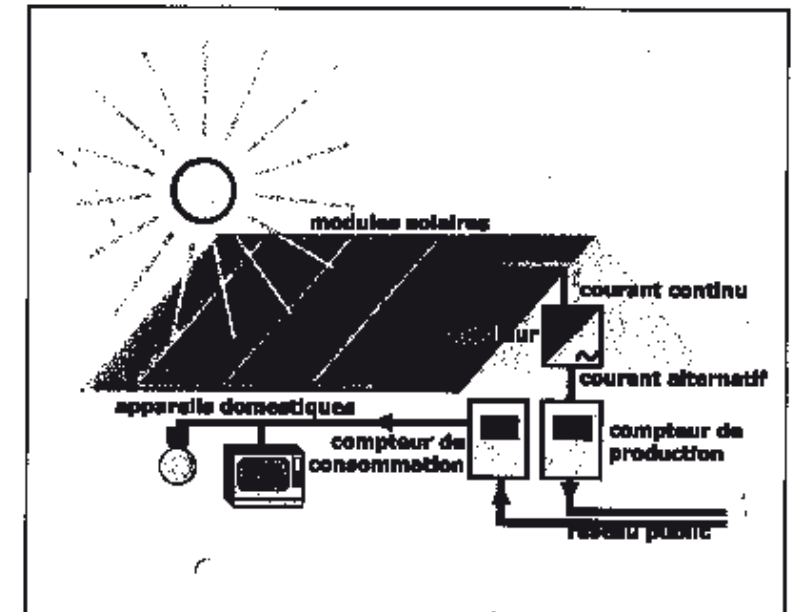 modules solaires
courant continu
courant alternatif
appareils domestiques
compteur de
consommation
compteur de
production
réseau public